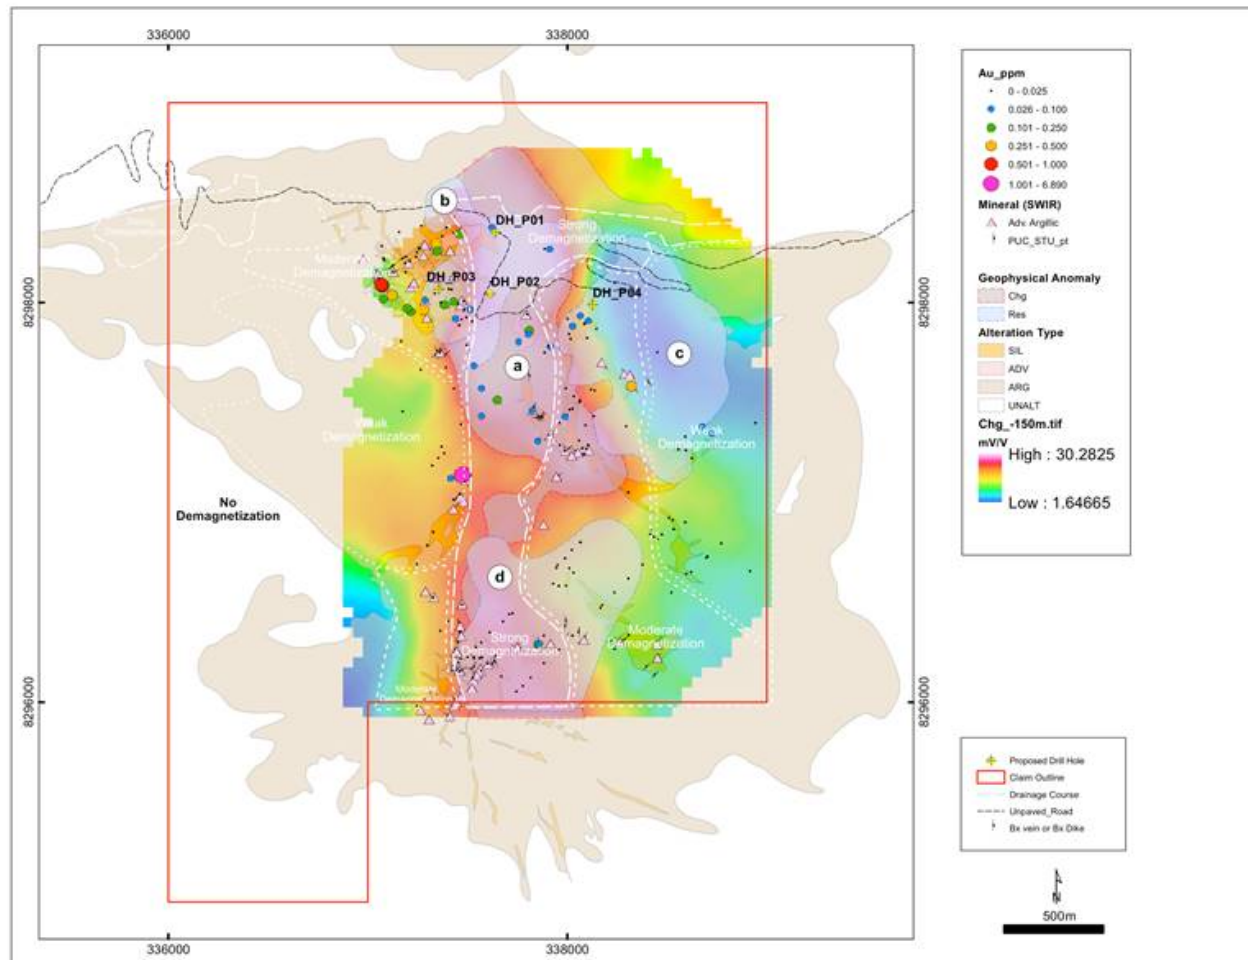 336000
338000
8298000
8298000
8296000
8296000
336000
338000
b
DH_P01
Strong
Demagnetization
Moderate
Demagnetization
DH_P03
DH_P02
DH_P04
c
a
Weak
Demagnetization
Weak
Demagnetization
No
Demagnetization
d
Strong
Demagnetization
Moderate
Demagnetization
Moderate
Au_ppm
0 - 0.025
0.026 - 0.100
0.101 - 0.250
0.251 - 0.500
0.501 - 1.000
1.001 - 6.890
Mineral (SWIR)
Adv. Argillic
PUC_STU_pt
Geophysical Anomaly
Chg
Res
Alteration Type
SIL
ADV
ARG
UNALT
Chg_-150m.tif
mV/V
High : 30.2825
Low : 1.64665
Proposed Drill Hole
Claim Outline
Drainage Course
Unpaved_Road
Bx vein or Bx Dike
N
500m